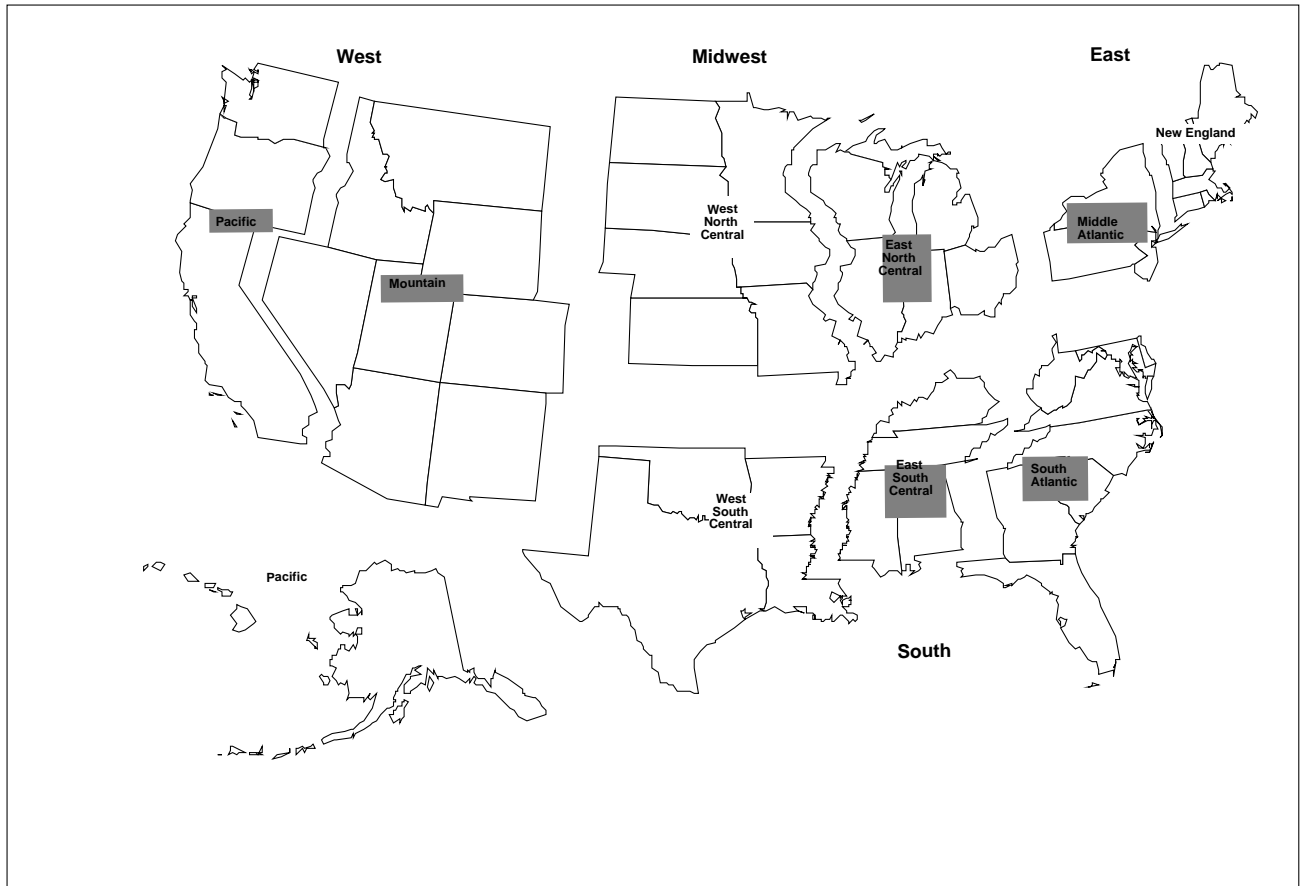 West
Midwest
East
New England
Pacific
West
North
Central
East
North
Central
Middle
Atlantic
Mountain
East
South
Central
South
Atlantic
West
South
Central
Pacific
South